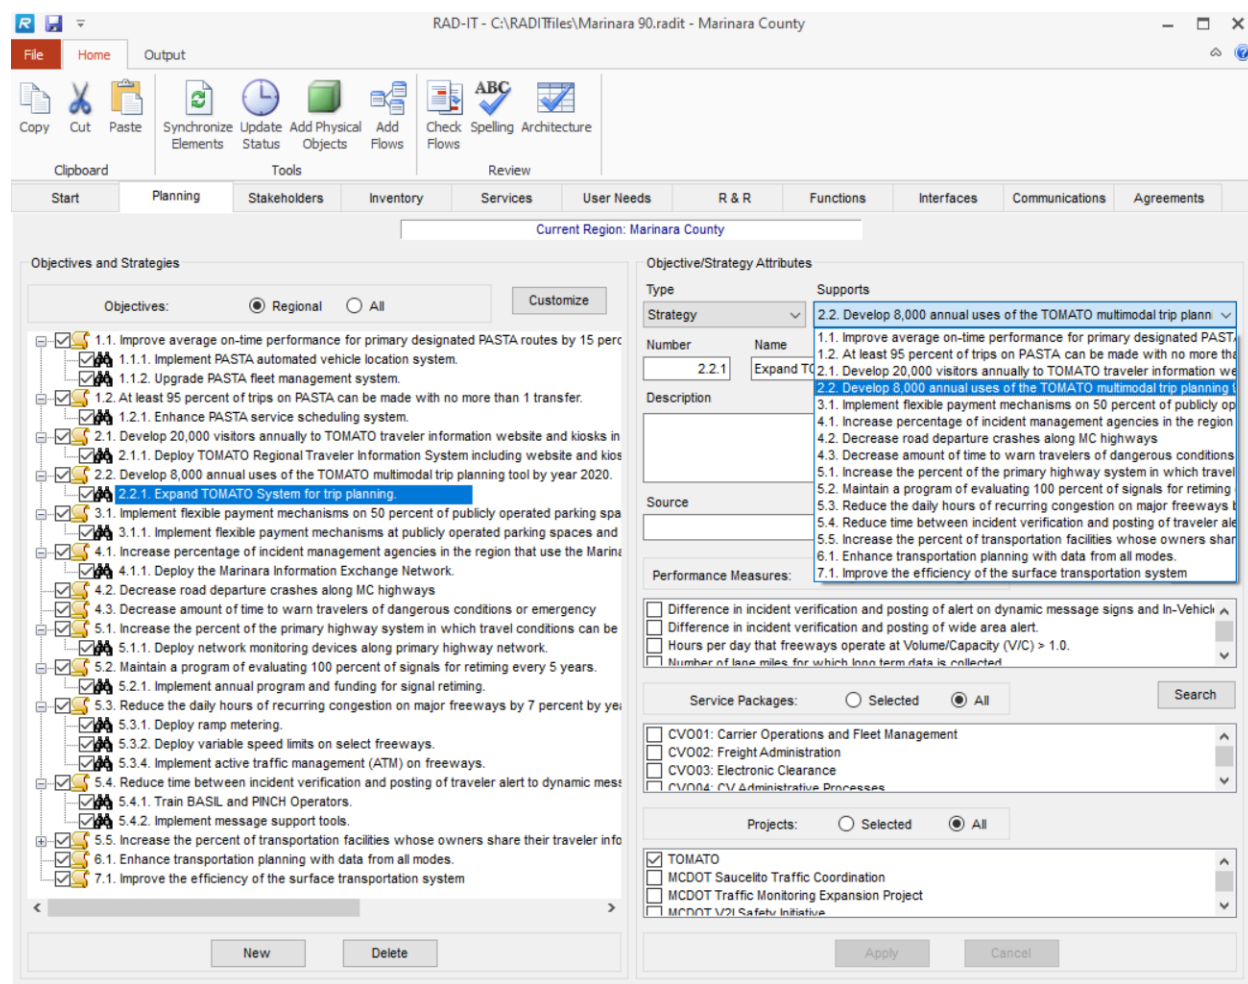 RAD-IT - C:\RADITfiles\Marinara 90.radit - Marinara County
File Home Output
Copy Cut Paste Synchronize Elements Update Status Add Physical Objects Add Flows Check Flows ABC Spelling Architecture
Clipboard Tools Review
Start Planning Stakeholders Inventory Services User Needs R & R Functions Interfaces Communications Agreements
Current Region: Marinara County
Objectives and Strategies
Objectives: Regional All Customize
1.1. Improve average on-time performance for primary designated PASTA routes by 15 perc
1.1.1. Implement PASTA automated vehicle location system.
1.1.2. Upgrade PASTA fleet management system.
1.2. At least 95 percent of trips on PASTA can be made with no more than 1 transfer.
1.2.1. Enhance PASTA service scheduling system.
2.1. Develop 20,000 visitors annually to TOMATO traveler information website and kiosks in
2.1.1. Deploy TOMATO Regional Traveler Information System including website and kios
2.2. Develop 8,000 annual uses of the TOMATO multimodal trip planning tool by year 2020.
2.2.1. Expand TOMATO System for trip planning.
3.1. Implement flexible payment mechanisms on 50 percent of publicly operated parking spa
3.1.1. Implement flexible payment mechanisms at publicly operated parking spaces and
4.1. Increase percentage of incident management agencies in the region that use the Marina
4.1.1. Deploy the Marinara Information Exchange Network.
4.2. Decrease road departure crashes along MC highways
4.3. Decrease amount of time to warn travelers of dangerous conditions or emergency
5.1. Increase the percent of the primary highway system in which travel conditions can be
5.1.1. Deploy network monitoring devices along primary highway network.
5.2. Maintain a program of evaluating 100 percent of signals for retiming every 5 years.
5.2.1. Implement annual program and funding for signal retiming.
5.3. Reduce the daily hours of recurring congestion on major freeways by 7 percent by yea
5.3.1. Deploy ramp metering.
5.3.2. Deploy variable speed limits on select freeways.
5.3.4. Implement active traffic management (ATM) on freeways.
5.4. Reduce time between incident verification and posting of traveler alert to dynamic mess
5.4.1. Train BASIL and PINCH Operators.
5.4.2. Implement message support tools.
5.5. Increase the percent of transportation facilities whose owners share their traveler info
6.1. Enhance transportation planning with data from all modes.
7.1. Improve the efficiency of the surface transportation system
New Delete
Objective/Strategy Attributes
Type Supports
Strategy 2.2. Develop 8,000 annual uses of the TOMATO multimodal trip planni
Number Name
2.2.1 Expand TO
Description
Source
1.1. Improve average on-time performance for primary designated PAST
1.2. At least 95 percent of trips on PASTA can be made with no more tha
2.1. Develop 20,000 visitors annually to TOMATO traveler information we
2.2. Develop 8,000 annual uses of the TOMATO multimodal trip planning
3.1. Implement flexible payment mechanisms on 50 percent of publicly op
4.1. Increase percentage of incident management agencies in the region
4.2. Decrease road departure crashes along MC highways
4.3. Decrease amount of time to warn travelers of dangerous conditions
5.1. Increase the percent of the primary highway system in which travel
5.2. Maintain a program of evaluating 100 percent of signals for retiming
5.3. Reduce the daily hours of recurring congestion on major freeways
5.4. Reduce time between incident verification and posting of traveler ale
5.5. Increase the percent of transportation facilities whose owners shar
6.1. Enhance transportation planning with data from all modes.
7.1. Improve the efficiency of the surface transportation system
Performance Measures:
Difference in incident verification and posting of alert on dynamic message signs and In-Vehicl
Difference in incident verification and posting of wide area alert.
Hours per day that freeways operate at Volume/Capacity (V/C) > 1.0.
Number of lane miles for which long term data is collected
Service Packages: Selected All Search
CVO01: Carrier Operations and Fleet Management
CVO02: Freight Administration
CVO03: Electronic Clearance
CVO04: CV Administrative Processes
Projects: Selected All
TOMATO
MCDOT Saucelito Traffic Coordination
MCDOT Traffic Monitoring Expansion Project
MCDOT V2I Safety Initiative
Apply Cancel